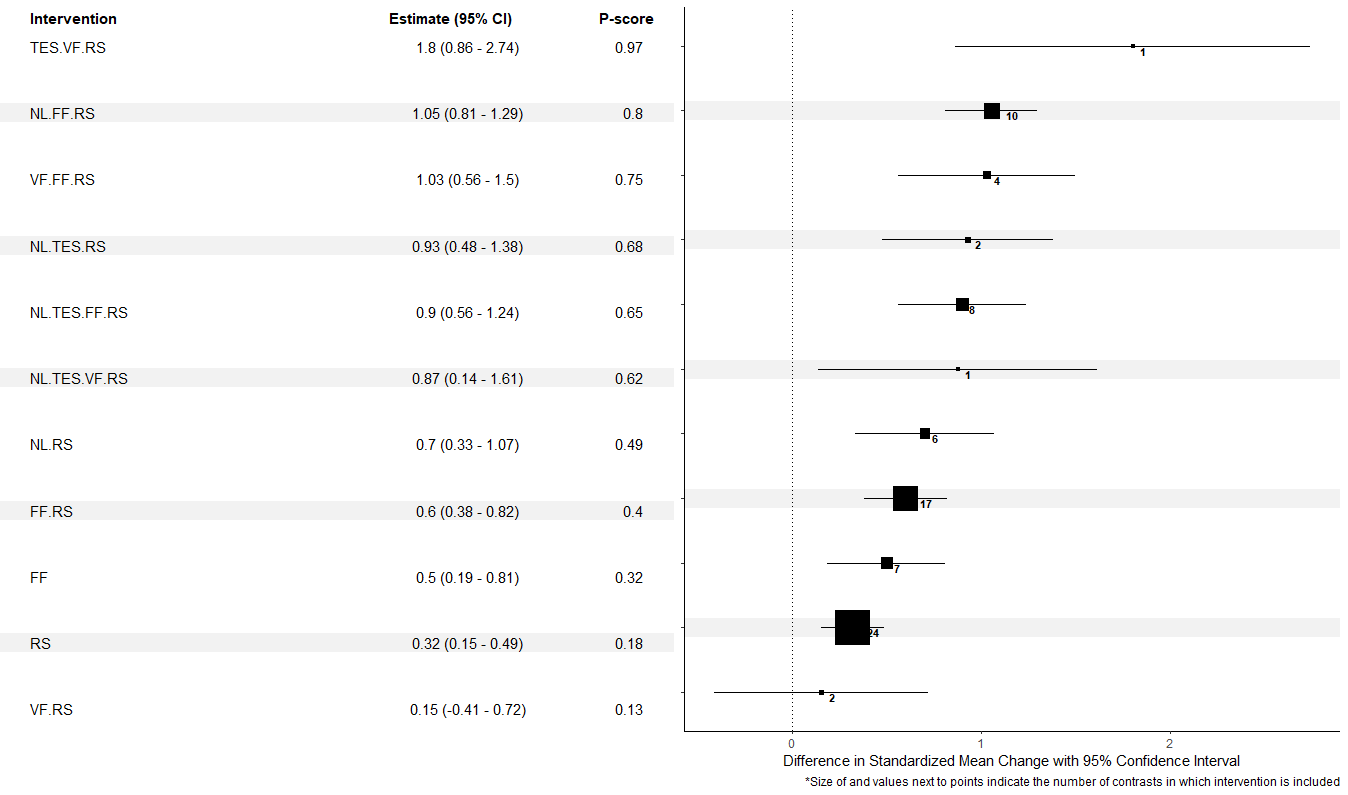 Intervention Estimate (95% CI) P-score
TES.VF.RS 1.8 (0.86 - 2.74) 0.97 1
NL.FF.RS 1.05 (0.81 - 1.29) 0.8 10
VF.FF.RS 1.03 (0.56 - 1.5) 0.75 4
NL.TES.RS 0.93 (0.48 - 1.38) 0.68 2
NL.TES.FF.RS 0.9 (0.56 - 1.24) 0.65 8
NL.TES.VF.RS 0.87 (0.14 - 1.61) 0.62 1
NL.RS 0.7 (0.33 - 1.07) 0.49 6
FF.RS 0.6 (0.38 - 0.82) 0.4 17
FF 0.5 (0.19 - 0.81) 0.32 7
RS 0.32 (0.15 - 0.49) 0.18 24
VF.RS 0.15 (-0.41 - 0.72) 0.13 2
0 1 2
Difference in Standardized Mean Change with 95% Confidence Interval
*Size of and values next to points indicate the number of contrasts in which intervention is included